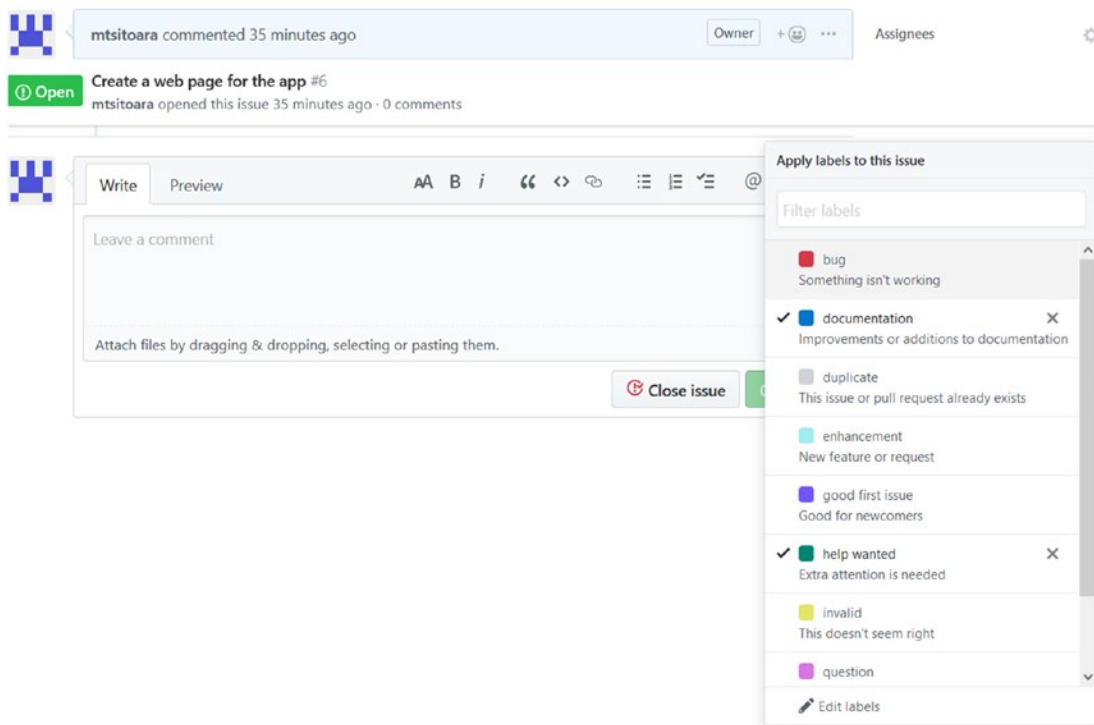 mtsitoara commented 35 minutes ago
Owner
Assignees
Open
Create a web page for the app #6
mtsitoara opened this issue 35 minutes ago · 0 comments
Write
Preview
AA B i
@
Leave a comment
Attach files by dragging & dropping, selecting or pasting them.
Close issue
Apply labels to this issue
Filter labels
bug
Something isn't working
documentation
Improvements or additions to documentation
duplicate
This issue or pull request already exists
enhancement
New feature or request
good first issue
Good for newcomers
help wanted
Extra attention is needed
invalid
This doesn't seem right
question
Edit labels